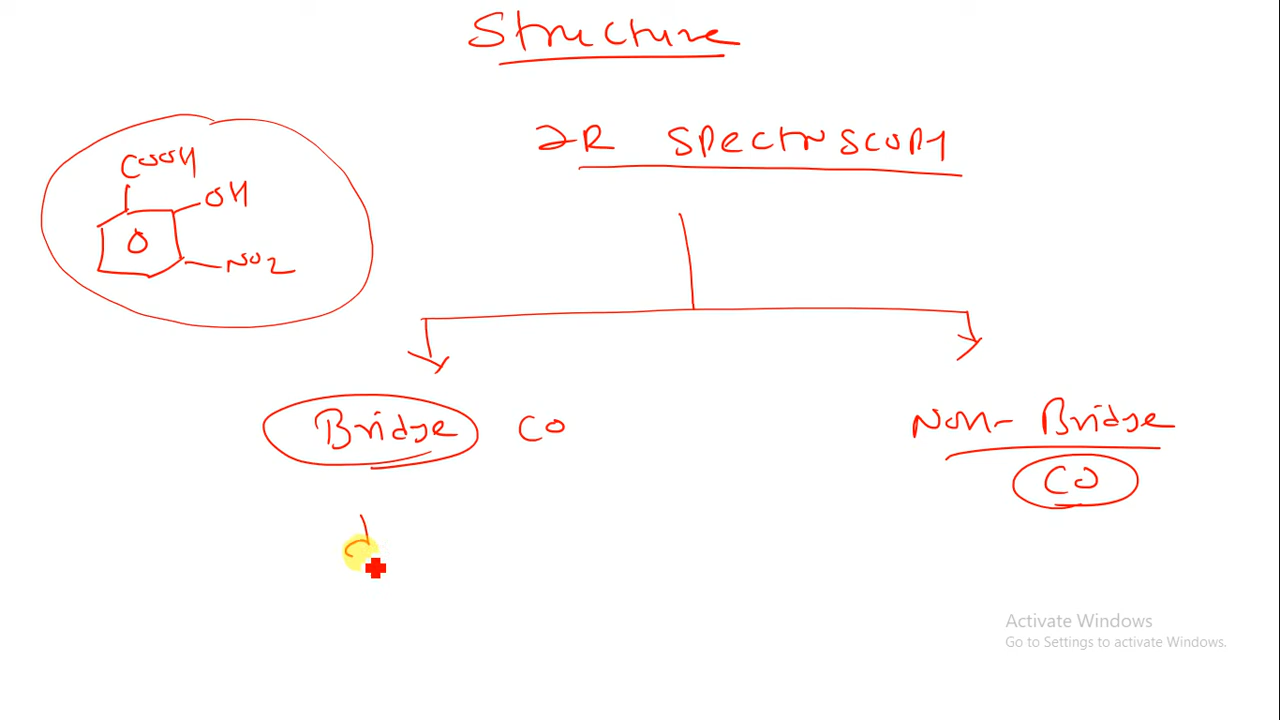 Structure
IR SPectroscopy
COOH
OH
O
NO2
Bridge CO
Non-Bridge
CO
d
Activate Windows
Go to Settings to activate Windows.